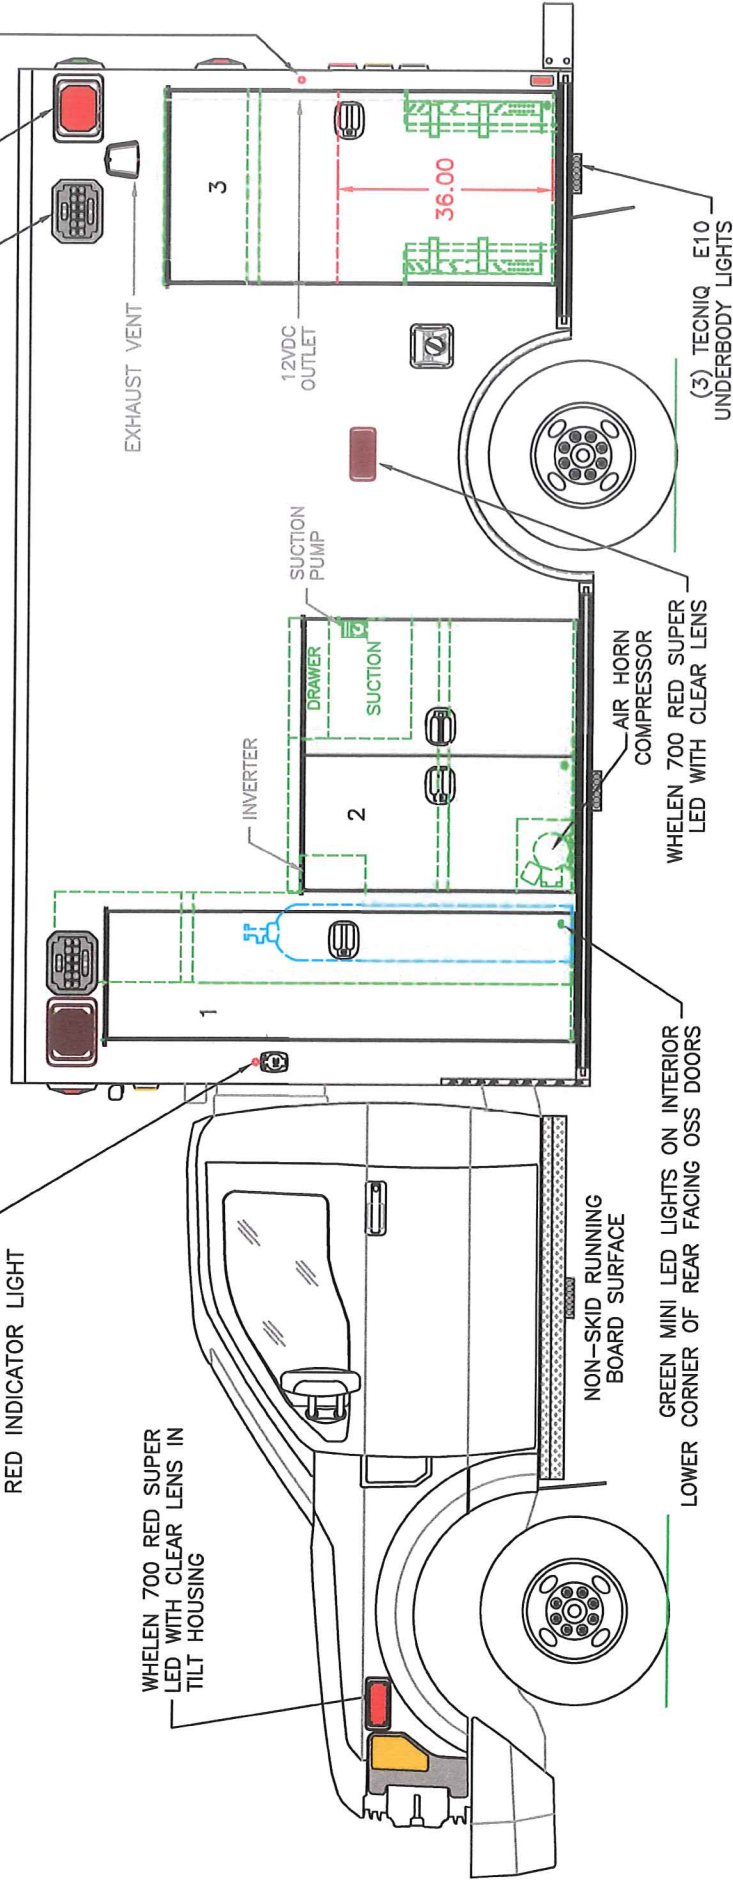 RED INDICATOR LIGHT
WHELEN 700 RED SUPER
LED WITH CLEAR LENS IN
TILT HOUSING
1
INVERTER
2
DRAWER
SUCTION
SUCTION
PUMP
EXHAUST VENT
12VDC
OUTLET
3
36.00
NON-SKID RUNNING
BOARD SURFACE
GREEN MINI LED LIGHTS ON INTERIOR
LOWER CORNER OF REAR FACING OSS DOORS
AIR HORN
COMPRESSOR
WHELEN 700 RED SUPER
LED WITH CLEAR LENS
(3) TECNIQ E10
UNDERBODY LIGHTS